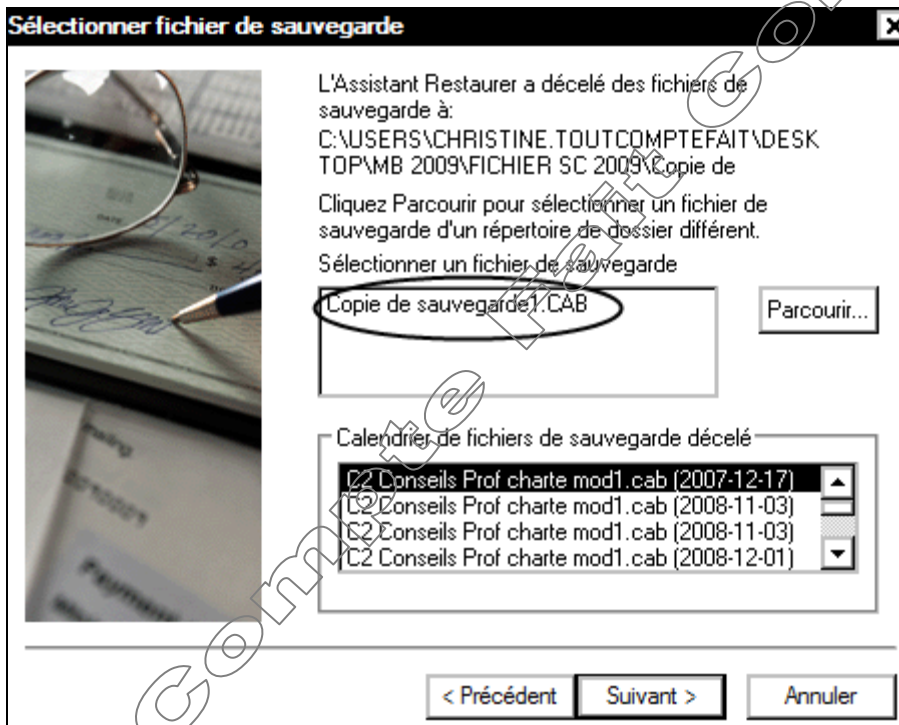 Sélectionner fichier de sauvegarde
L'Assistant Restaurer a décelé des fichiers de
sauvegarde à:
C:\USERS\CHRISTINE.TOUTCOMPTEFAIT\DESK
TOP\MB 2009\FICHIER SC 2009\Copie de
Cliquez Parcourir pour sélectionner un fichier de
sauvegarde d'un répertoire de dossier différent.
Sélectionner un fichier de sauvegarde
Copie de sauvegarde1.CAB
Parcourir...
Calendrier de fichiers de sauvegarde décelé
C2 Conseils Prof charte mod1.cab (2007-12-17)
C2 Conseils Prof charte mod1.cab (2008-11-03)
C2 Conseils Prof charte mod1.cab (2008-11-03)
C2 Conseils Prof charte mod1.cab (2008-12-01)
< Précédent
Suivant >
Annuler
Compte Fait Co